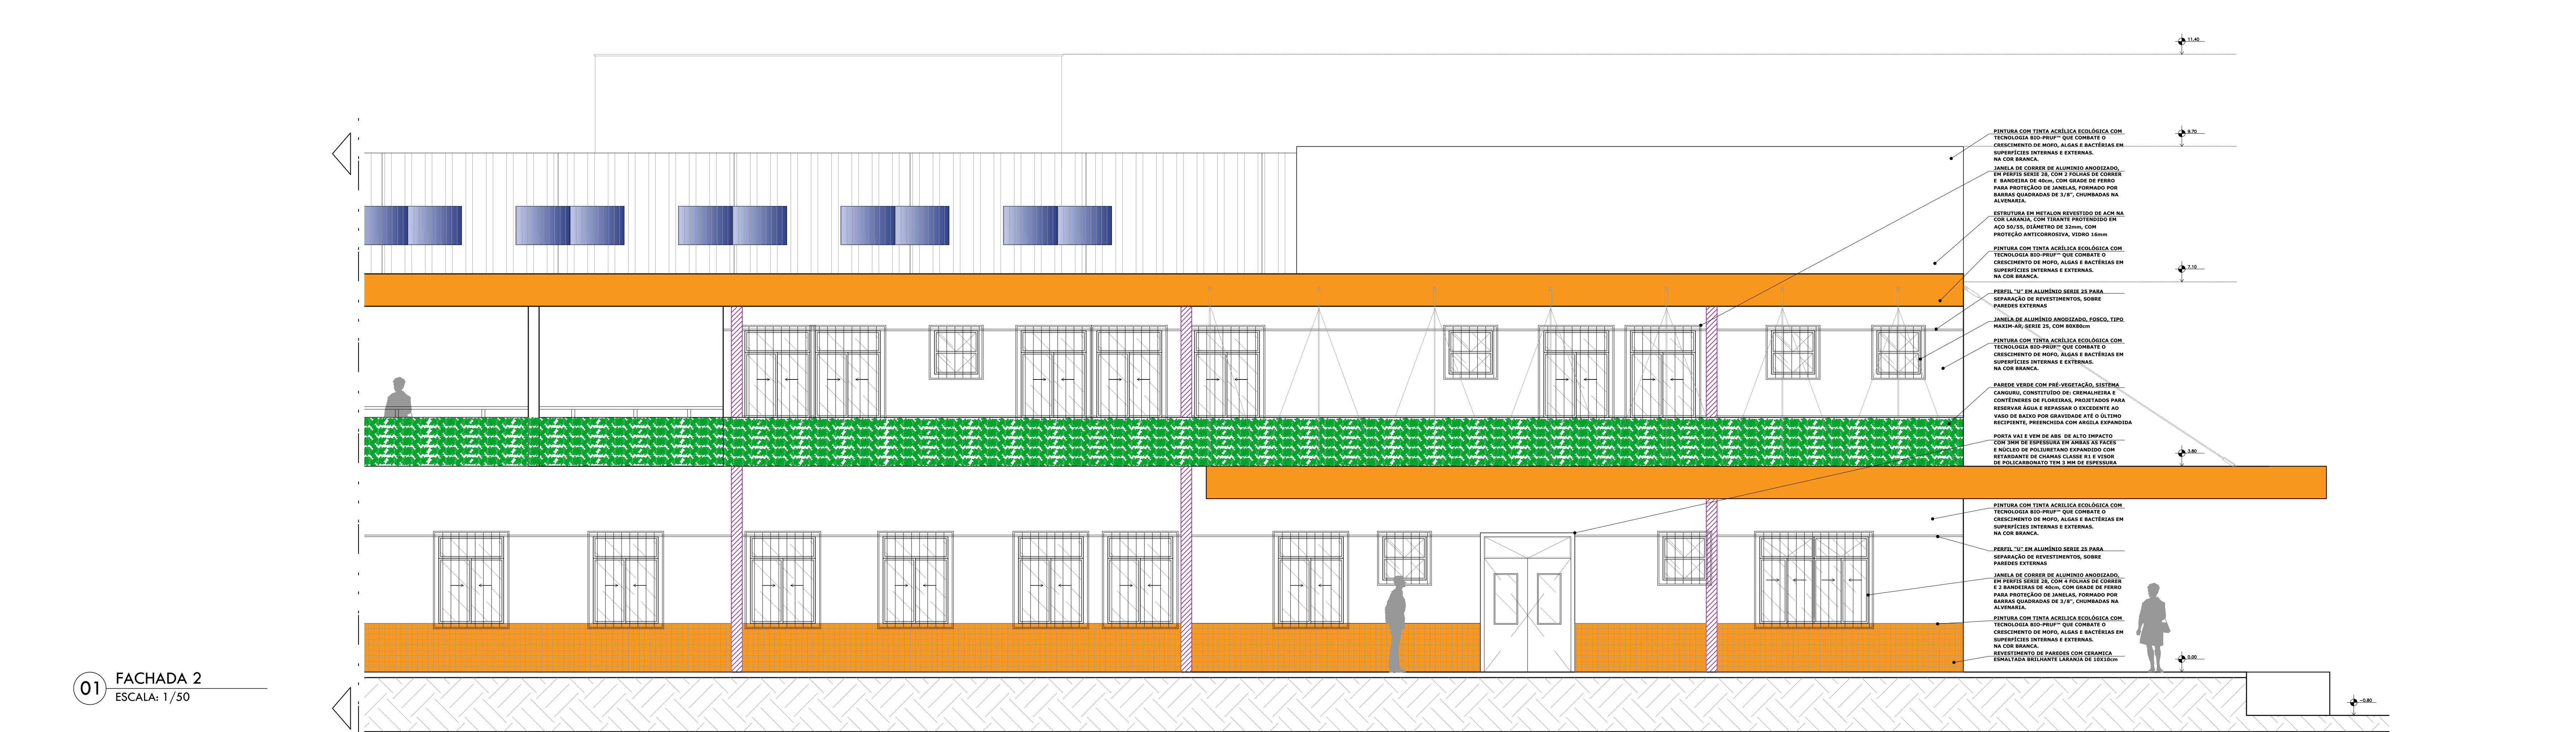 11.40
9.70
PINTURA COM TINTA ACRÍLICA ECOLÓGICA COM
TECNOLOGIA BIO-PRUF™ QUE COMBATE O
CRESCIMENTO DE MOFO, ALGAS E BACTÉRIAS EM
SUPERFÍCIES INTERNAS E EXTERNAS.
NA COR BRANCA.
JANELA DE CORRER DE ALUMINIO ANODIZADO,
EM PERFIS SERIE 28, COM 2 FOLHAS DE CORRER
E BANDEIRA DE 40cm, COM GRADE DE FERRO
PARA PROTEÇÃOO DE JANELAS, FORMADO POR
BARRAS QUADRADAS DE 3/8", CHUMBADAS NA
ALVENARIA.
ESTRUTURA EM METALON REVESTIDO DE ACM NA
COR LARANJA, COM TIRANTE PROTENDIDO EM
AÇO 50/55, DIÂMETRO DE 32mm, COM
PROTEÇÃO ANTICORROSIVA, VIDRO 16mm
PINTURA COM TINTA ACRÍLICA ECOLÓGICA COM
TECNOLOGIA BIO-PRUF™ QUE COMBATE O
CRESCIMENTO DE MOFO, ALGAS E BACTÉRIAS EM
SUPERFÍCIES INTERNAS E EXTERNAS.
NA COR BRANCA.
7.10
PERFIL "U" EM ALUMÍNIO SERIE 25 PARA
SEPARAÇÃO DE REVESTIMENTOS, SOBRE
PAREDES EXTERNAS
JANELA DE ALUMÍNIO ANODIZADO, FOSCO, TIPO
MAXIM-AR, SERIE 25, COM 80X80cm
PINTURA COM TINTA ACRÍLICA ECOLÓGICA COM
TECNOLOGIA BIO-PRUF™ QUE COMBATE O
CRESCIMENTO DE MOFO, ALGAS E BACTÉRIAS EM
SUPERFÍCIES INTERNAS E EXTERNAS.
NA COR BRANCA.
PAREDE VERDE COM PRÉ-VEGETAÇÃO, SISTEMA
CANGURU, CONSTITUÍDO DE: CREMALHEIRA E
CONTÊINERES DE FLOREIRAS, PROJETADOS PARA
RESERVAR ÁGUA E REPASSAR O EXCEDENTE AO
VASO DE BAIXO POR GRAVIDADE ATÉ O ÚLTIMO
RECIPIENTE, PREENCHIDA COM ARGILA EXPANDIDA
PORTA VAI E VEM DE ABS DE ALTO IMPACTO
COM 3MM DE ESPESSURA EM AMBAS AS FACES
E NÚCLEO DE POLIURETANO EXPANDIDO COM
RETARDANTE DE CHAMAS CLASSE R1 E VISOR
DE POLICARBONATO TEM 3 MM DE ESPESSURA
3.80
PINTURA COM TINTA ACRÍLICA ECOLÓGICA COM
TECNOLOGIA BIO-PRUF™ QUE COMBATE O
CRESCIMENTO DE MOFO, ALGAS E BACTÉRIAS EM
SUPERFÍCIES INTERNAS E EXTERNAS.
NA COR BRANCA.
PERFIL "U" EM ALUMÍNIO SERIE 25 PARA
SEPARAÇÃO DE REVESTIMENTOS, SOBRE
PAREDES EXTERNAS
JANELA DE CORRER DE ALUMINIO ANODIZADO,
EM PERFIS SERIE 28, COM 4 FOLHAS DE CORRER
E 2 BANDEIRAS DE 40cm, COM GRADE DE FERRO
PARA PROTEÇÃOO DE JANELAS, FORMADO POR
BARRAS QUADRADAS DE 3/8", CHUMBADAS NA
ALVENARIA.
PINTURA COM TINTA ACRÍLICA ECOLÓGICA COM
TECNOLOGIA BIO-PRUF™ QUE COMBATE O
CRESCIMENTO DE MOFO, ALGAS E BACTÉRIAS EM
SUPERFÍCIES INTERNAS E EXTERNAS.
NA COR BRANCA.
REVESTIMENTO DE PAREDES COM CERAMICA
ESMALTADA BRILHANTE LARANJA DE 10X10cm
0.00
-0.80
01 FACHADA 2
ESCALA: 1/50